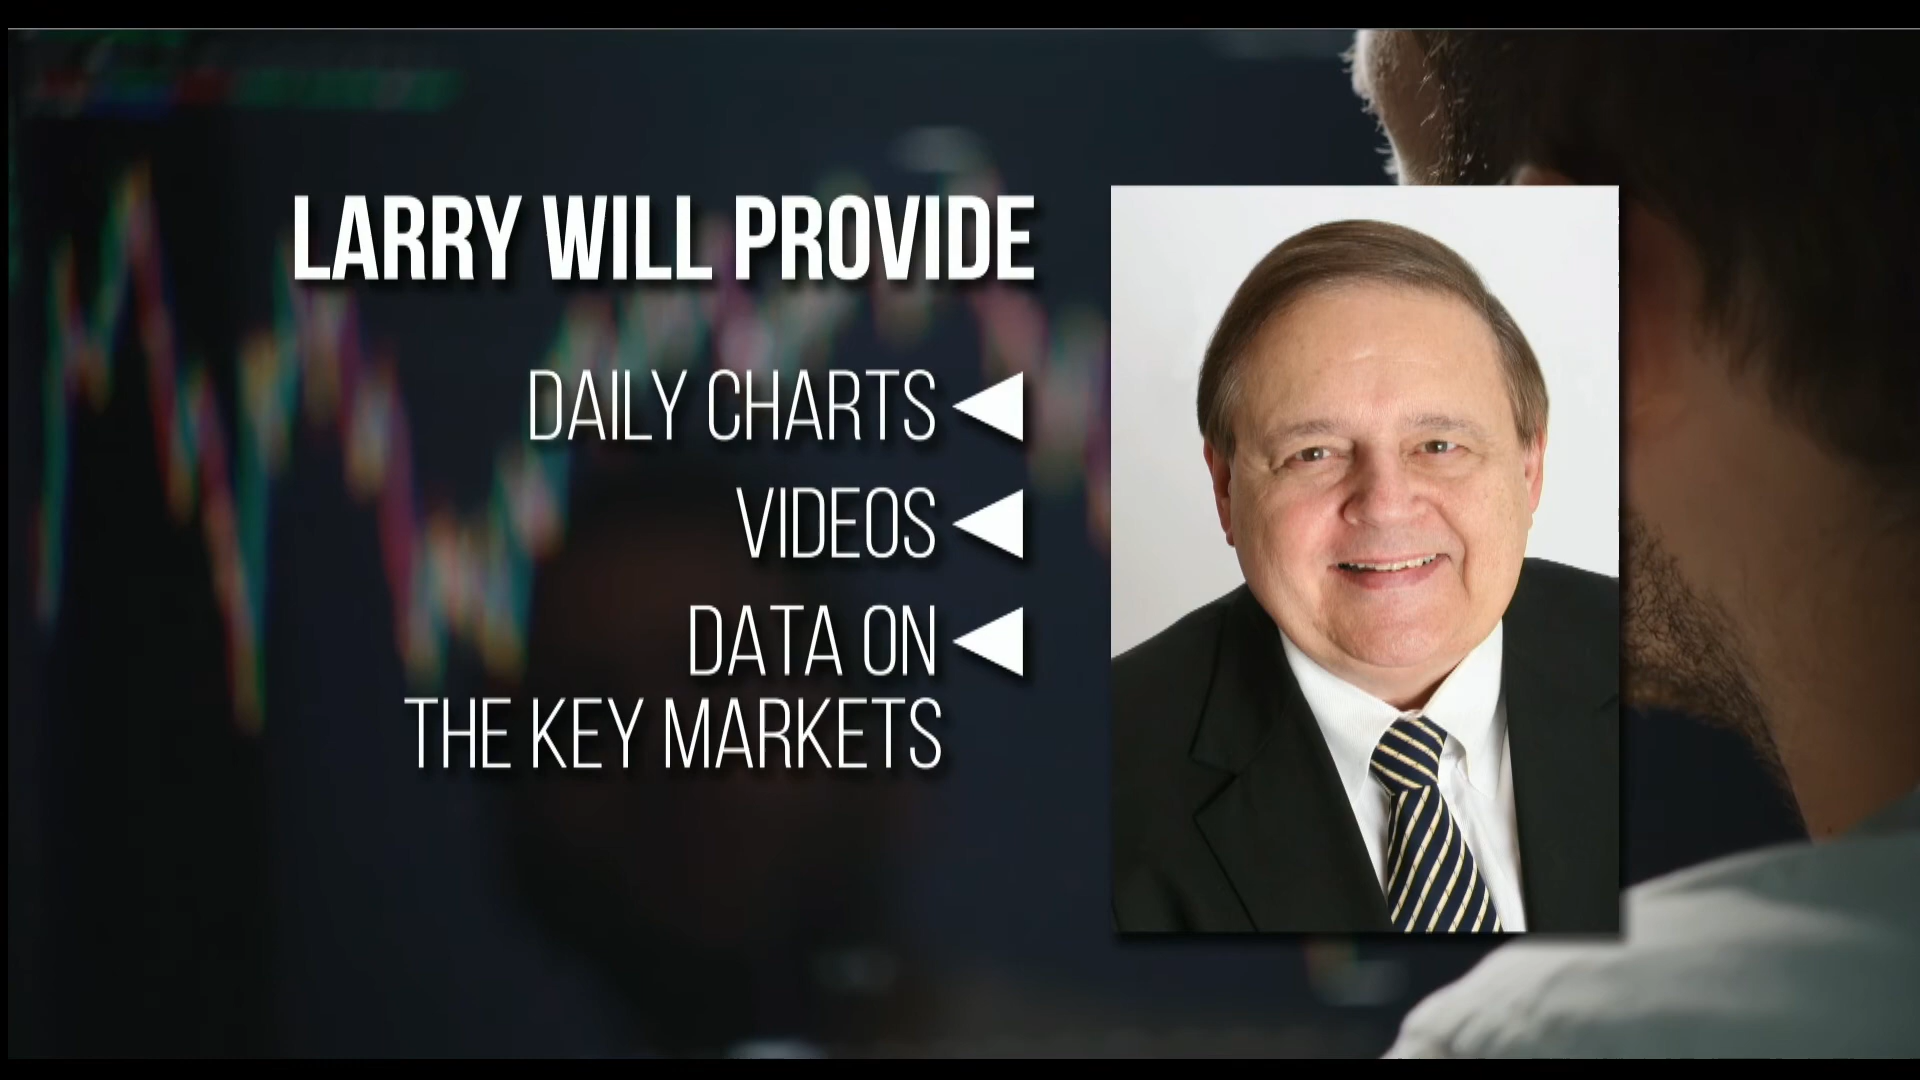 LARRY WILL PROVIDE
DAILY CHARTS
VIDEOS
DATA ON
THE KEY MARKETS